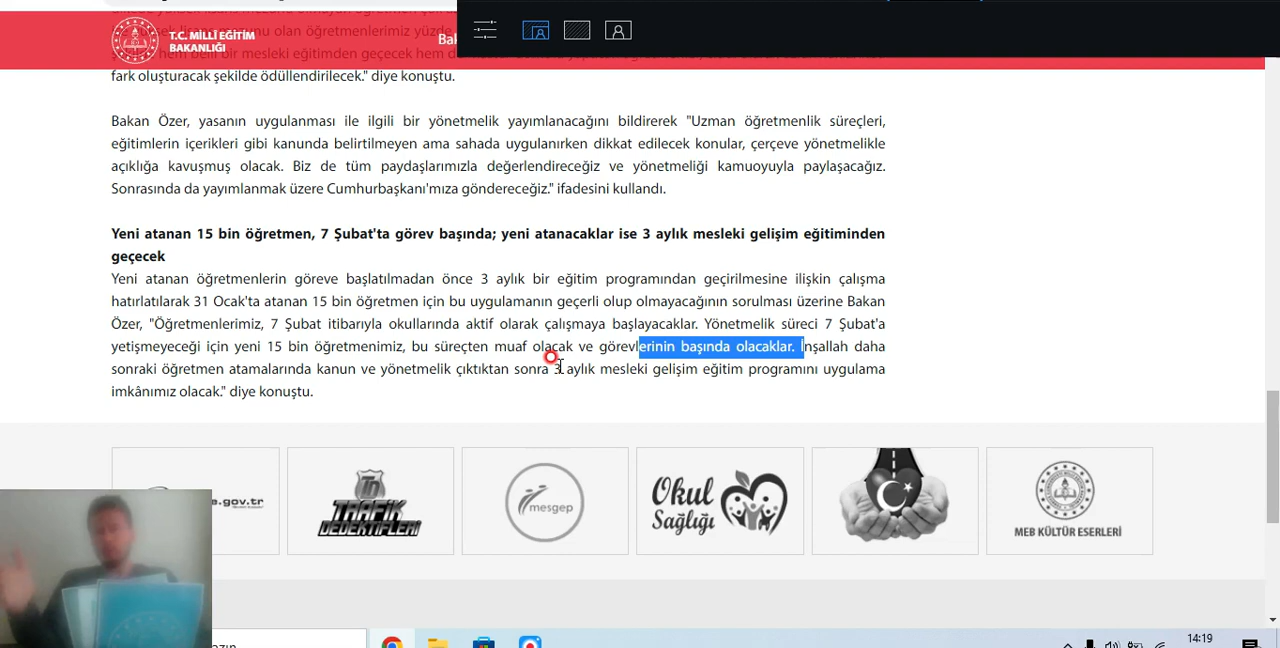 T.C. MİLLÎ EĞİTİM
BAKANLIĞI
Bak
fark oluşturacak şekilde ödüllendirilecek." diye konuştu.
Bakan Özer, yasanın uygulanması ile ilgili bir yönetmelik yayımlanacağını bildirerek "Uzman öğretmenlik süreçleri,
eğitimlerin içerikleri gibi kanunda belirtilmeyen ama sahada uygulanırken dikkat edilecek konular, çerçeve yönetmelikle
açıklığa kavuşmuş olacak. Biz de tüm paydaşlarımızla değerlendireceğiz ve yönetmeliği kamuoyuyla paylaşacağız.
Sonrasında da yayımlanmak üzere Cumhurbaşkanı'mıza göndereceğiz." ifadesini kullandı.
Yeni atanan 15 bin öğretmen, 7 Şubat'ta görev başında; yeni atanacaklar ise 3 aylık mesleki gelişim eğitiminden
geçecek
Yeni atanan öğretmenlerin göreve başlatılmadan önce 3 aylık bir eğitim programından geçirilmesine ilişkin çalışma
hatırlatılarak 31 Ocak'ta atanan 15 bin öğretmen için bu uygulamanın geçerli olup olmayacağının sorulması üzerine Bakan
Özer, "Öğretmenlerimiz, 7 Şubat itibarıyla okullarında aktif olarak çalışmaya başlayacaklar. Yönetmelik süreci 7 Şubat'a
yetişmeyeceği için yeni 15 bin öğretmenimiz, bu süreçten muaf olacak ve görevlerinin başında olacaklar. İnşallah daha
sonraki öğretmen atamalarında kanun ve yönetmelik çıktıktan sonra 3 aylık mesleki gelişim eğitim programını uygulama
imkânımız olacak." diye konuştu.
a.gov.tr
TD
TRAFİK
DEDEKTİFLERİ
mesgep
Okul
Sağlığı
MEB KÜLTÜR ESERLERİ
14:19